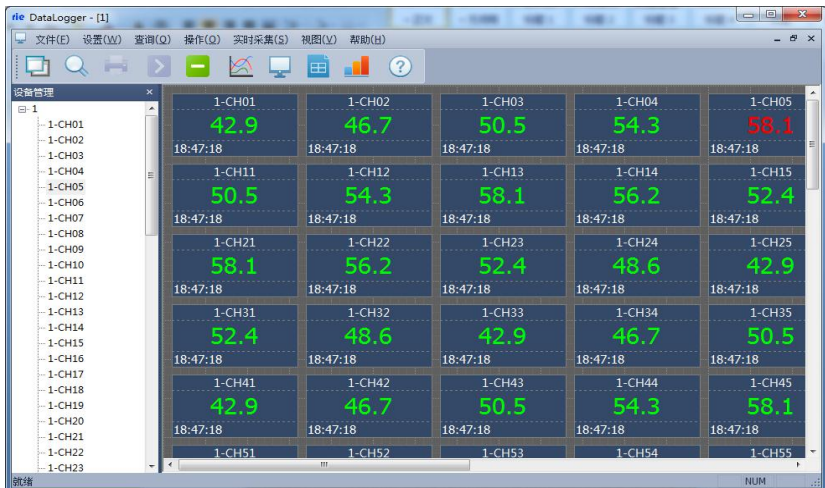 rie DataLogger - [1]
文件(F) 设置(W) 查询(Q) 操作(O) 实时采集(S) 视图(V) 帮助(H)
设备管理
1
1-CH01
1-CH02
1-CH03
1-CH04
1-CH05
1-CH06
1-CH07
1-CH08
1-CH09
1-CH10
1-CH11
1-CH12
1-CH13
1-CH14
1-CH15
1-CH16
1-CH17
1-CH18
1-CH19
1-CH20
1-CH21
1-CH22
1-CH23
1-CH01 1-CH02 1-CH03 1-CH04 1-CH05
42.9 46.7 50.5 54.3 58.1
18:47:18 18:47:18 18:47:18 18:47:18 18:47:18
1-CH11 1-CH12 1-CH13 1-CH14 1-CH15
50.5 54.3 58.1 56.2 52.4
18:47:18 18:47:18 18:47:18 18:47:18 18:47:18
1-CH21 1-CH22 1-CH23 1-CH24 1-CH25
58.1 56.2 52.4 48.6 42.9
18:47:18 18:47:18 18:47:18 18:47:18 18:47:18
1-CH31 1-CH32 1-CH33 1-CH34 1-CH35
52.4 48.6 42.9 46.7 50.5
18:47:18 18:47:18 18:47:18 18:47:18 18:47:18
1-CH41 1-CH42 1-CH43 1-CH44 1-CH45
42.9 46.7 50.5 54.3 58.1
18:47:18 18:47:18 18:47:18 18:47:18 18:47:18
1-CH51 1-CH52 1-CH53 1-CH54 1-CH55
就绪 NUM